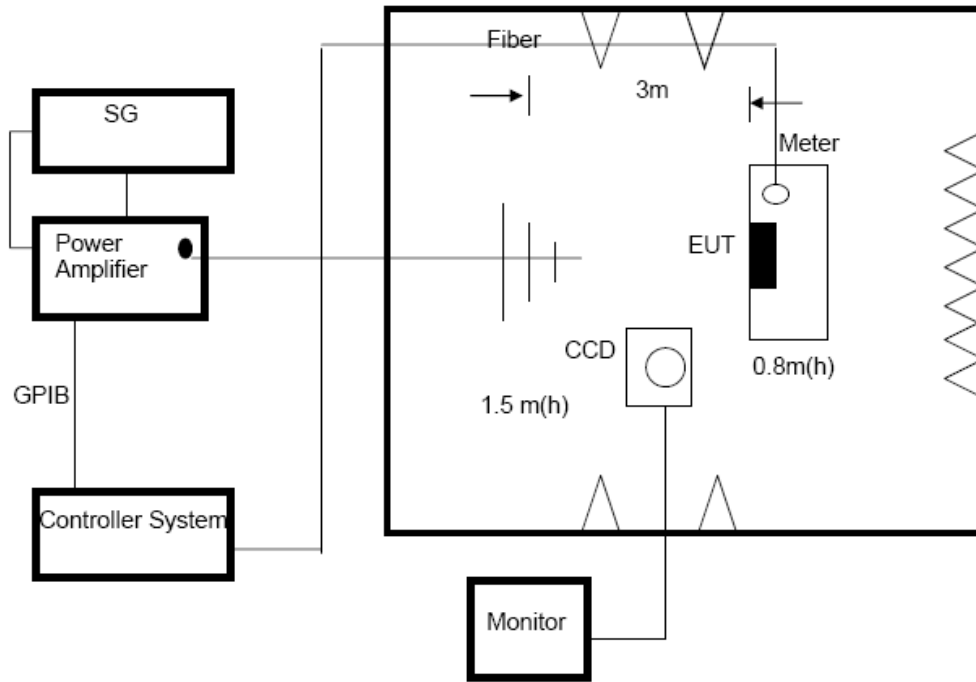 Fiber
3m
SG
Meter
Power
Amplifier
EUT
CCD
0.8m(h)
GPIB
1.5 m(h)
Controller System
Monitor